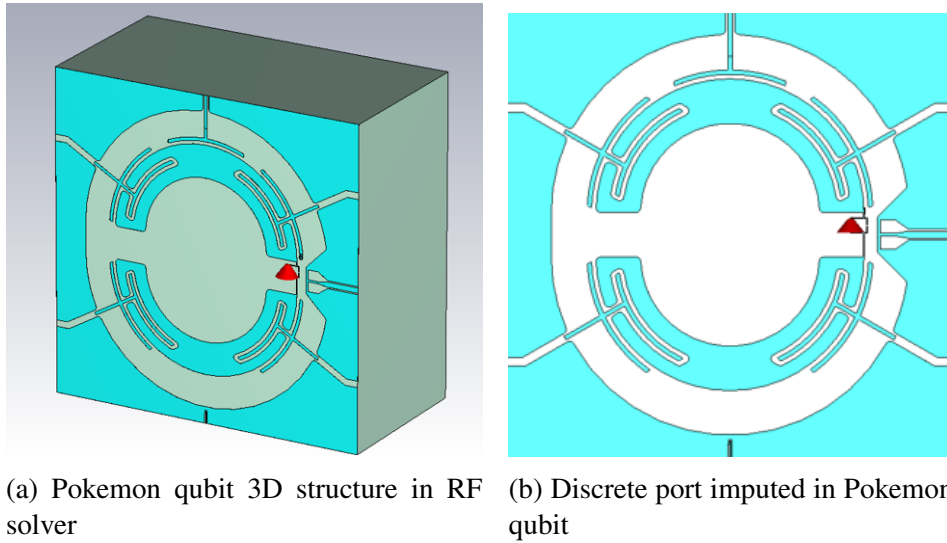 (a) Pokemon qubit 3D structure in RF
solver
(b) Discrete port imputed in Pokemon
qubit